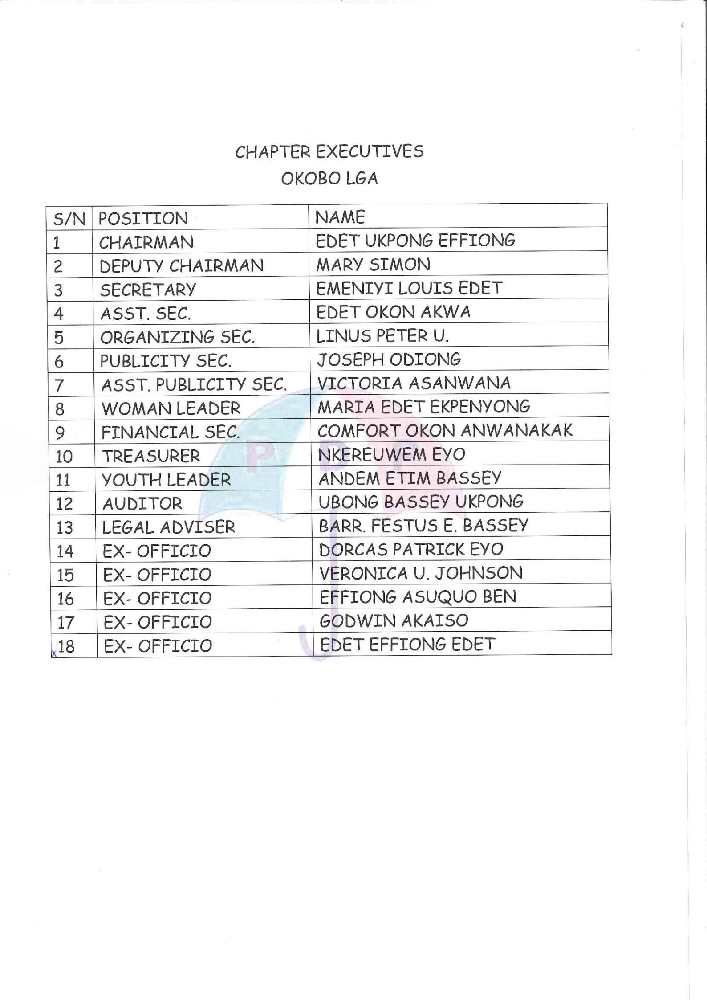 CHAPTER EXECUTIVES
OKOBO LGA
S/N POSITION NAME
1 CHAIRMAN EDET UKPONG EFFIONG
2 DEPUTY CHAIRMAN MARY SIMON
3 SECRETARY EMENIYI LOUIS EDET
4 ASST. SEC. EDET OKON AKWA
5 ORGANIZING SEC. LINUS PETER U.
6 PUBLICITY SEC. JOSEPH ODIONG
7 ASST. PUBLICITY SEC. VICTORIA ASANWANA
8 WOMAN LEADER MARIA EDET EKPENYONG
9 FINANCIAL SEC. COMFORT OKON ANWANAKAK
P D P
10 TREASURER NKEREUWEM EYO
11 YOUTH LEADER ANDEM ETIM BASSEY
12 AUDITOR UBONG BASSEY UKPONG
13 LEGAL ADVISER BARR. FESTUS E. BASSEY
14 EX- OFFICIO DORCAS PATRICK EYO
15 EX- OFFICIO VERONICA U. JOHNSON
16 EX- OFFICIO EFFIONG ASUQUO BEN
17 EX- OFFICIO GODWIN AKAISO
x 18 EX- OFFICIO EDET EFFIONG EDET